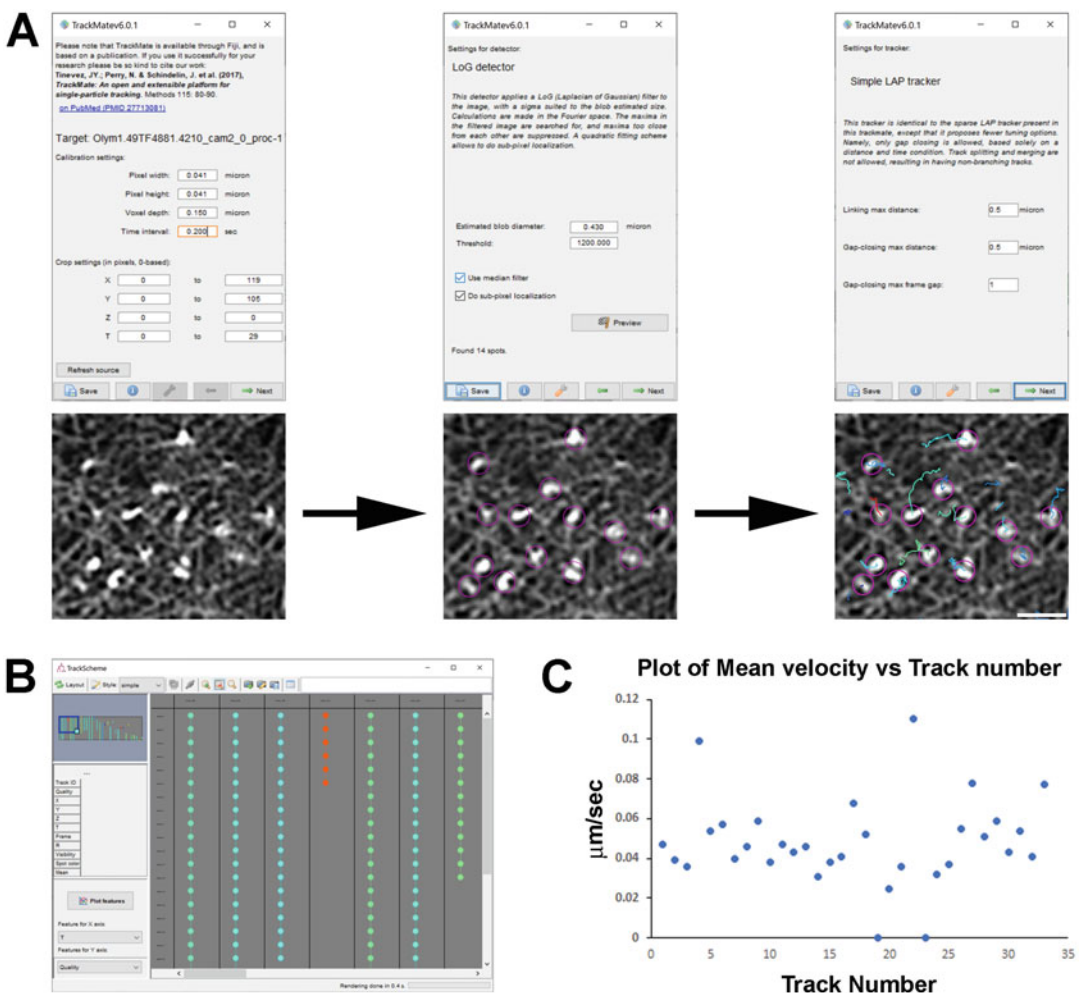 A
TrackMatev6.0.1
Please note that TrackMate is available through Fiji, and is
based on a publication. If you use it successfully for your
research please be so kind to cite our work:
Tinevez, JY.; Perry, N. & Schindelin, J. et al. (2017),
TrackMate: An open and extensible platform for
single-particle tracking. Methods 115: 80-90.
on PubMed (PMID 27713081)
Target: Olym1.49TF4881.4210_cam2_0_proc-1
Calibration settings:
Pixel width: 0.041 micron
Pixel height: 0.041 micron
Voxel depth: 0.150 micron
Time interval: 0.200 sec
Crop settings (in pixels, 0-based):
X 0 to 119
Y 0 to 105
Z 0 to 0
T 0 to 29
Refresh source
Save Next
TrackMatev6.0.1
Settings for detector:
LoG detector
This detector applies a LoG (Laplacian of Gaussian) filter to
the image, with a sigma suited to the blob estimated size.
Calculations are made in the Fourier space. The maxima in
the filtered image are searched for, and maxima too close
from each other are suppressed. A quadratic fitting scheme
allows to do sub-pixel localization.
Estimated blob diameter: 0.430 micron
Threshold: 1200.000
Use median filter
Do sub-pixel localization
Preview
Found 14 spots.
Save Next
TrackMatev6.0.1
Settings for tracker:
Simple LAP tracker
This tracker is identical to the sparse LAP tracker present in
this trackmate, except that it proposes fewer tuning options.
Namely, only gap closing is allowed, based solely on a
distance and time condition. Track splitting and merging are
not allowed, resulting in having non-branching tracks.
Linking max distance: 0.5 micron
Gap-closing max distance: 0.5 micron
Gap-closing max frame gap: 1
Save Next
B
TrackScheme
Layout Style simple
...
Track ID
Quality
X
Y
Z
T
Frame
R
Visibility
Spot color
Mean
Plot features
Feature for X axis
T
Features for Y axis
Quality
Rendering done in 0.4 s.
C
Plot of Mean velocity vs Track number
0.12
0.1
0.08
0.06
0.04
0.02
0
µm/sec
0 5 10 15 20 25 30 35
Track Number